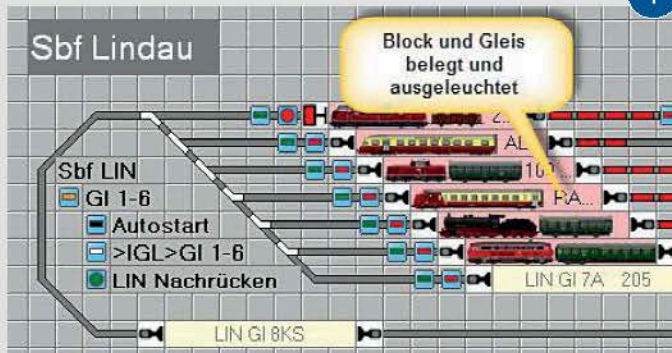 Sbf Lindau
Block und Gleis
belegt und
ausgeleuchtet
Sbf LIN
Gl 1-6
Autostart
>IGL>Gl 1-6
LIN Nachrücken
RA...
LIN Gl 7A 205
LIN Gl 8KS